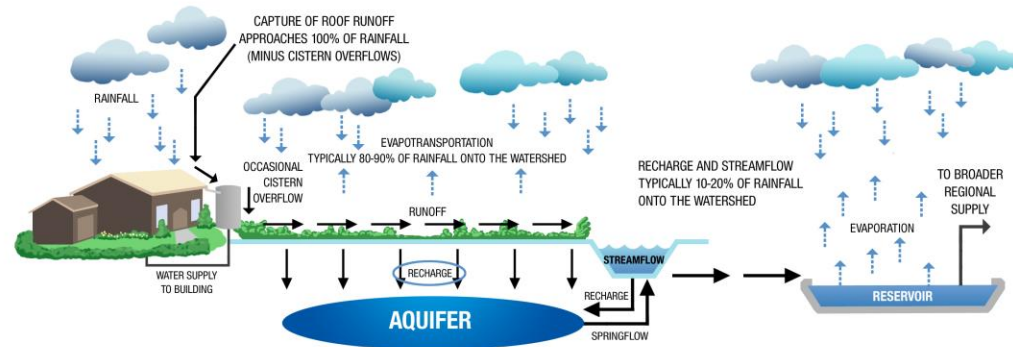 CAPTURE OF ROOF RUNOFF
APPROACHES 100% OF RAINFALL
(MINUS CISTERN OVERFLOWS)
RAINFALL
EVAPOTRANSPORTATION
TYPICALLY 80-90% OF RAINFALL ONTO THE WATERSHED
OCCASIONAL
CISTERN
OVERFLOW
RUNOFF
RECHARGE AND STREAMFLOW
TYPICALLY 10-20% OF RAINFALL
ONTO THE WATERSHED
TO BROADER
REGIONAL
SUPPLY
EVAPORATION
WATER SUPPLY
TO BUILDING
RECHARGE
STREAMFLOW
RECHARGE
SPRINGFLOW
AQUIFER
RESERVOIR